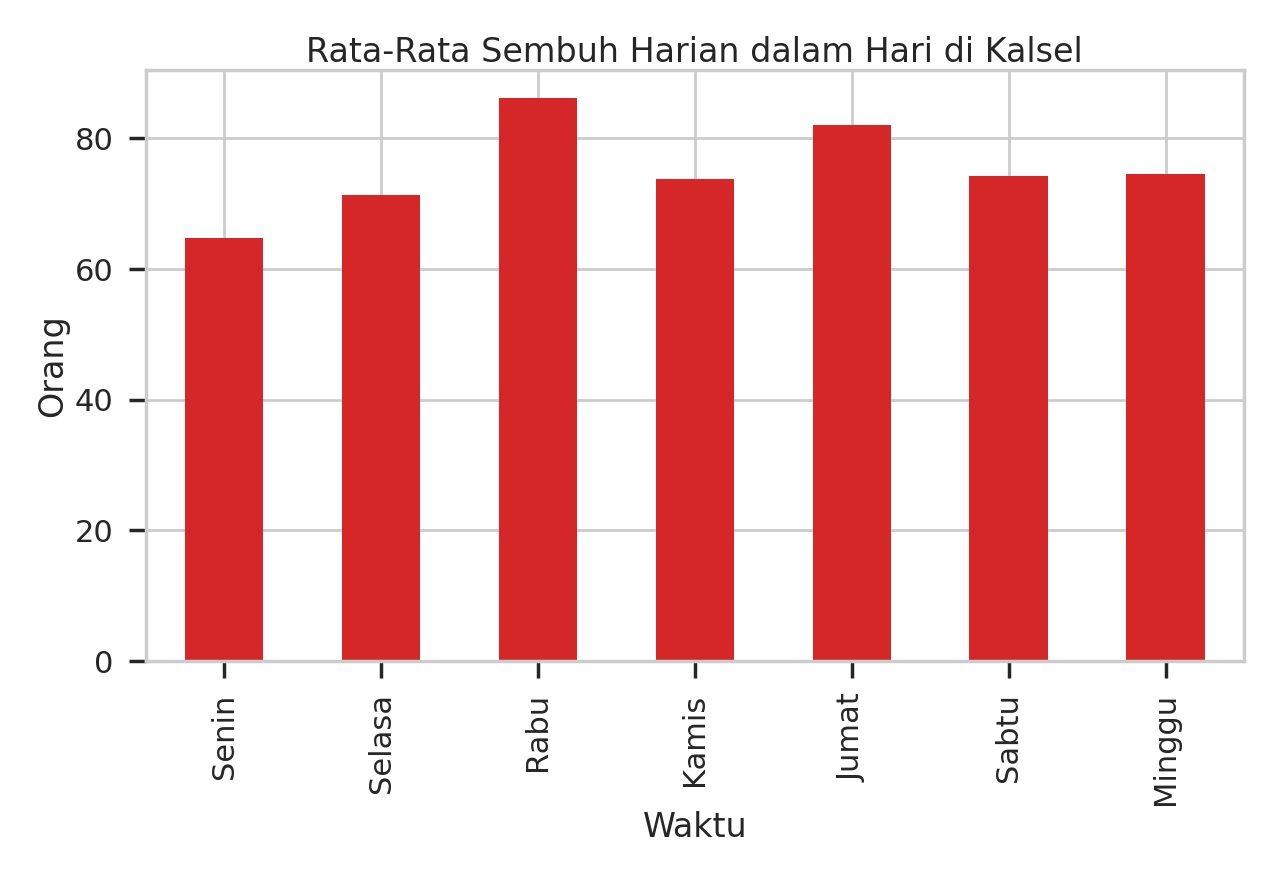 Rata-Rata Sembuh Harian dalam Hari di Kalsel
80
60
40
20
0
Orang
Senin
Selasa
Rabu
Kamis
Jumat
Sabtu
Minggu
Waktu